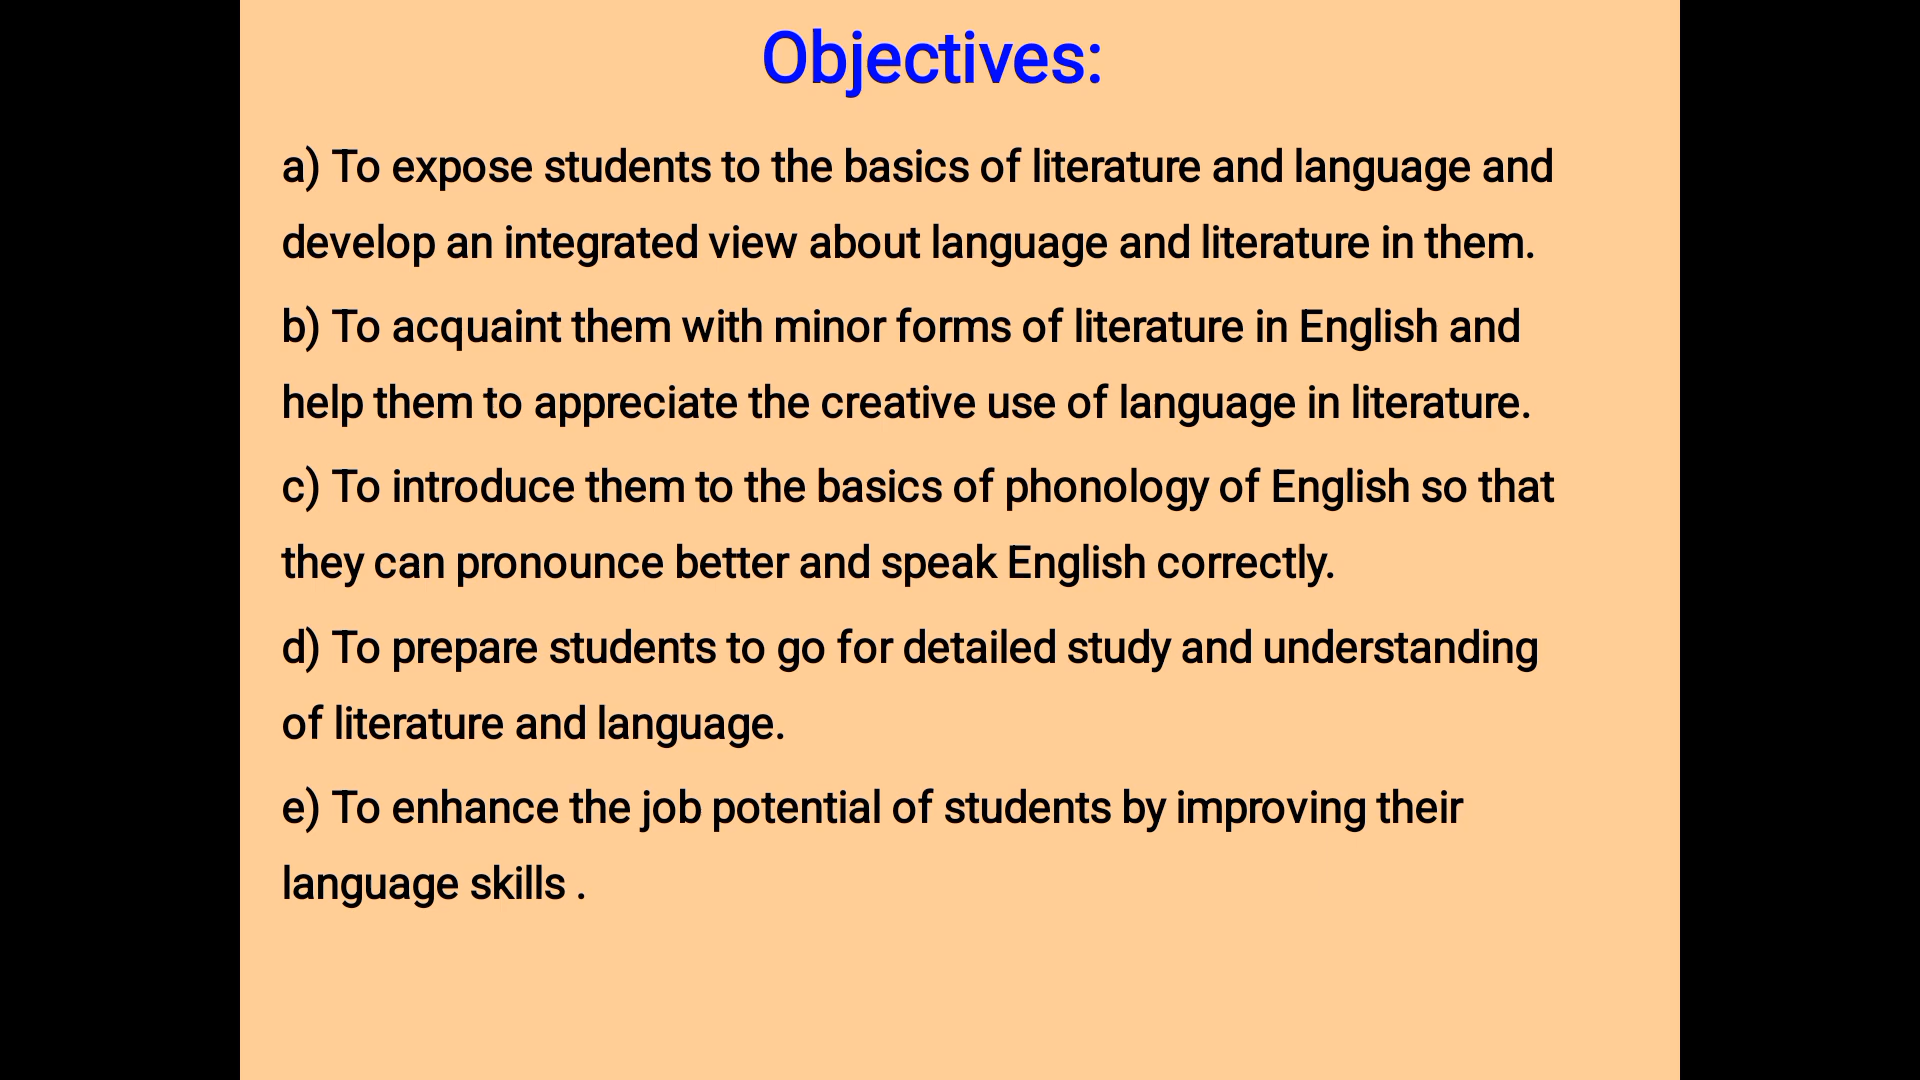 Objectives:
a) To expose students to the basics of literature and language and
develop an integrated view about language and literature in them.
b) To acquaint them with minor forms of literature in English and
help them to appreciate the creative use of language in literature.
c) To introduce them to the basics of phonology of English so that
they can pronounce better and speak English correctly.
d) To prepare students to go for detailed study and understanding
of literature and language.
e) To enhance the job potential of students by improving their
language skills .